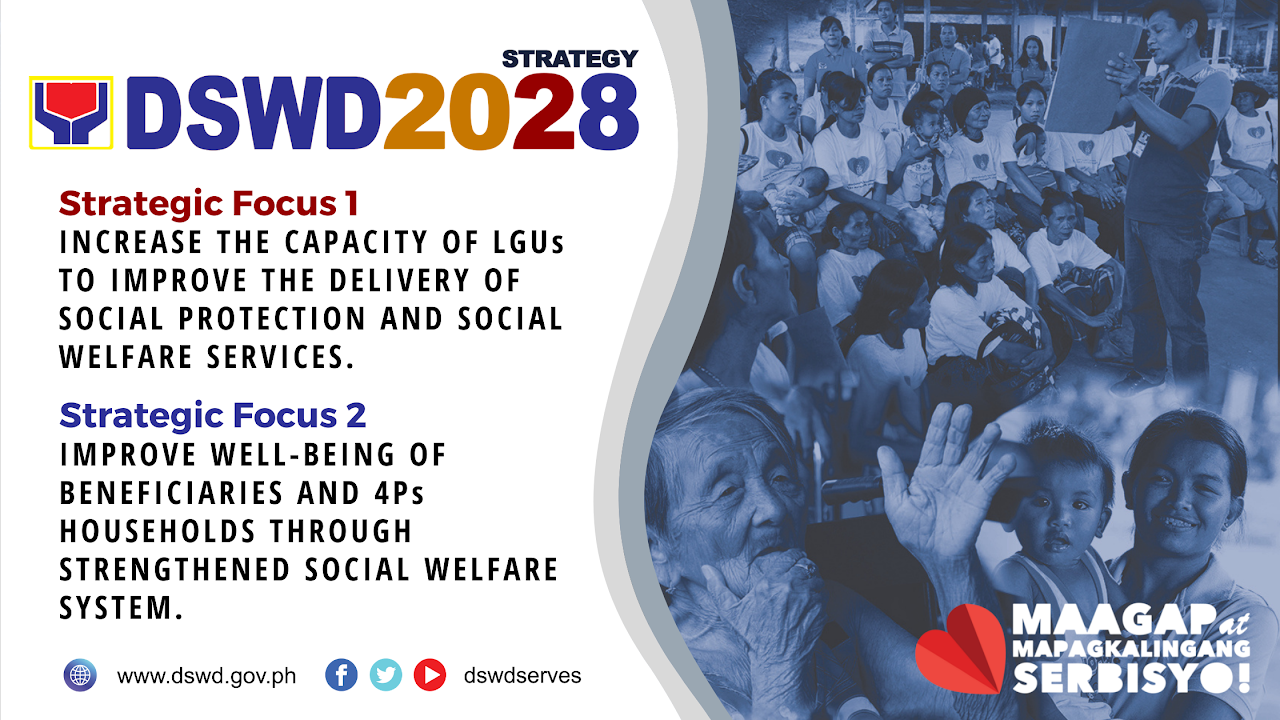 STRATEGY
DSWD2028
Strategic Focus 1
INCREASE THE CAPACITY OF LGUs
TO IMPROVE THE DELIVERY OF
SOCIAL PROTECTION AND SOCIAL
WELFARE SERVICES.
Strategic Focus 2
IMPROVE WELL-BEING OF
BENEFICIARIES AND 4Ps
HOUSEHOLDS THROUGH
STRENGTHENED SOCIAL WELFARE
SYSTEM.
www.dswd.gov.ph
dswdserves
MAAGAP at
MAPAGKALINGANG
SERBISYO!